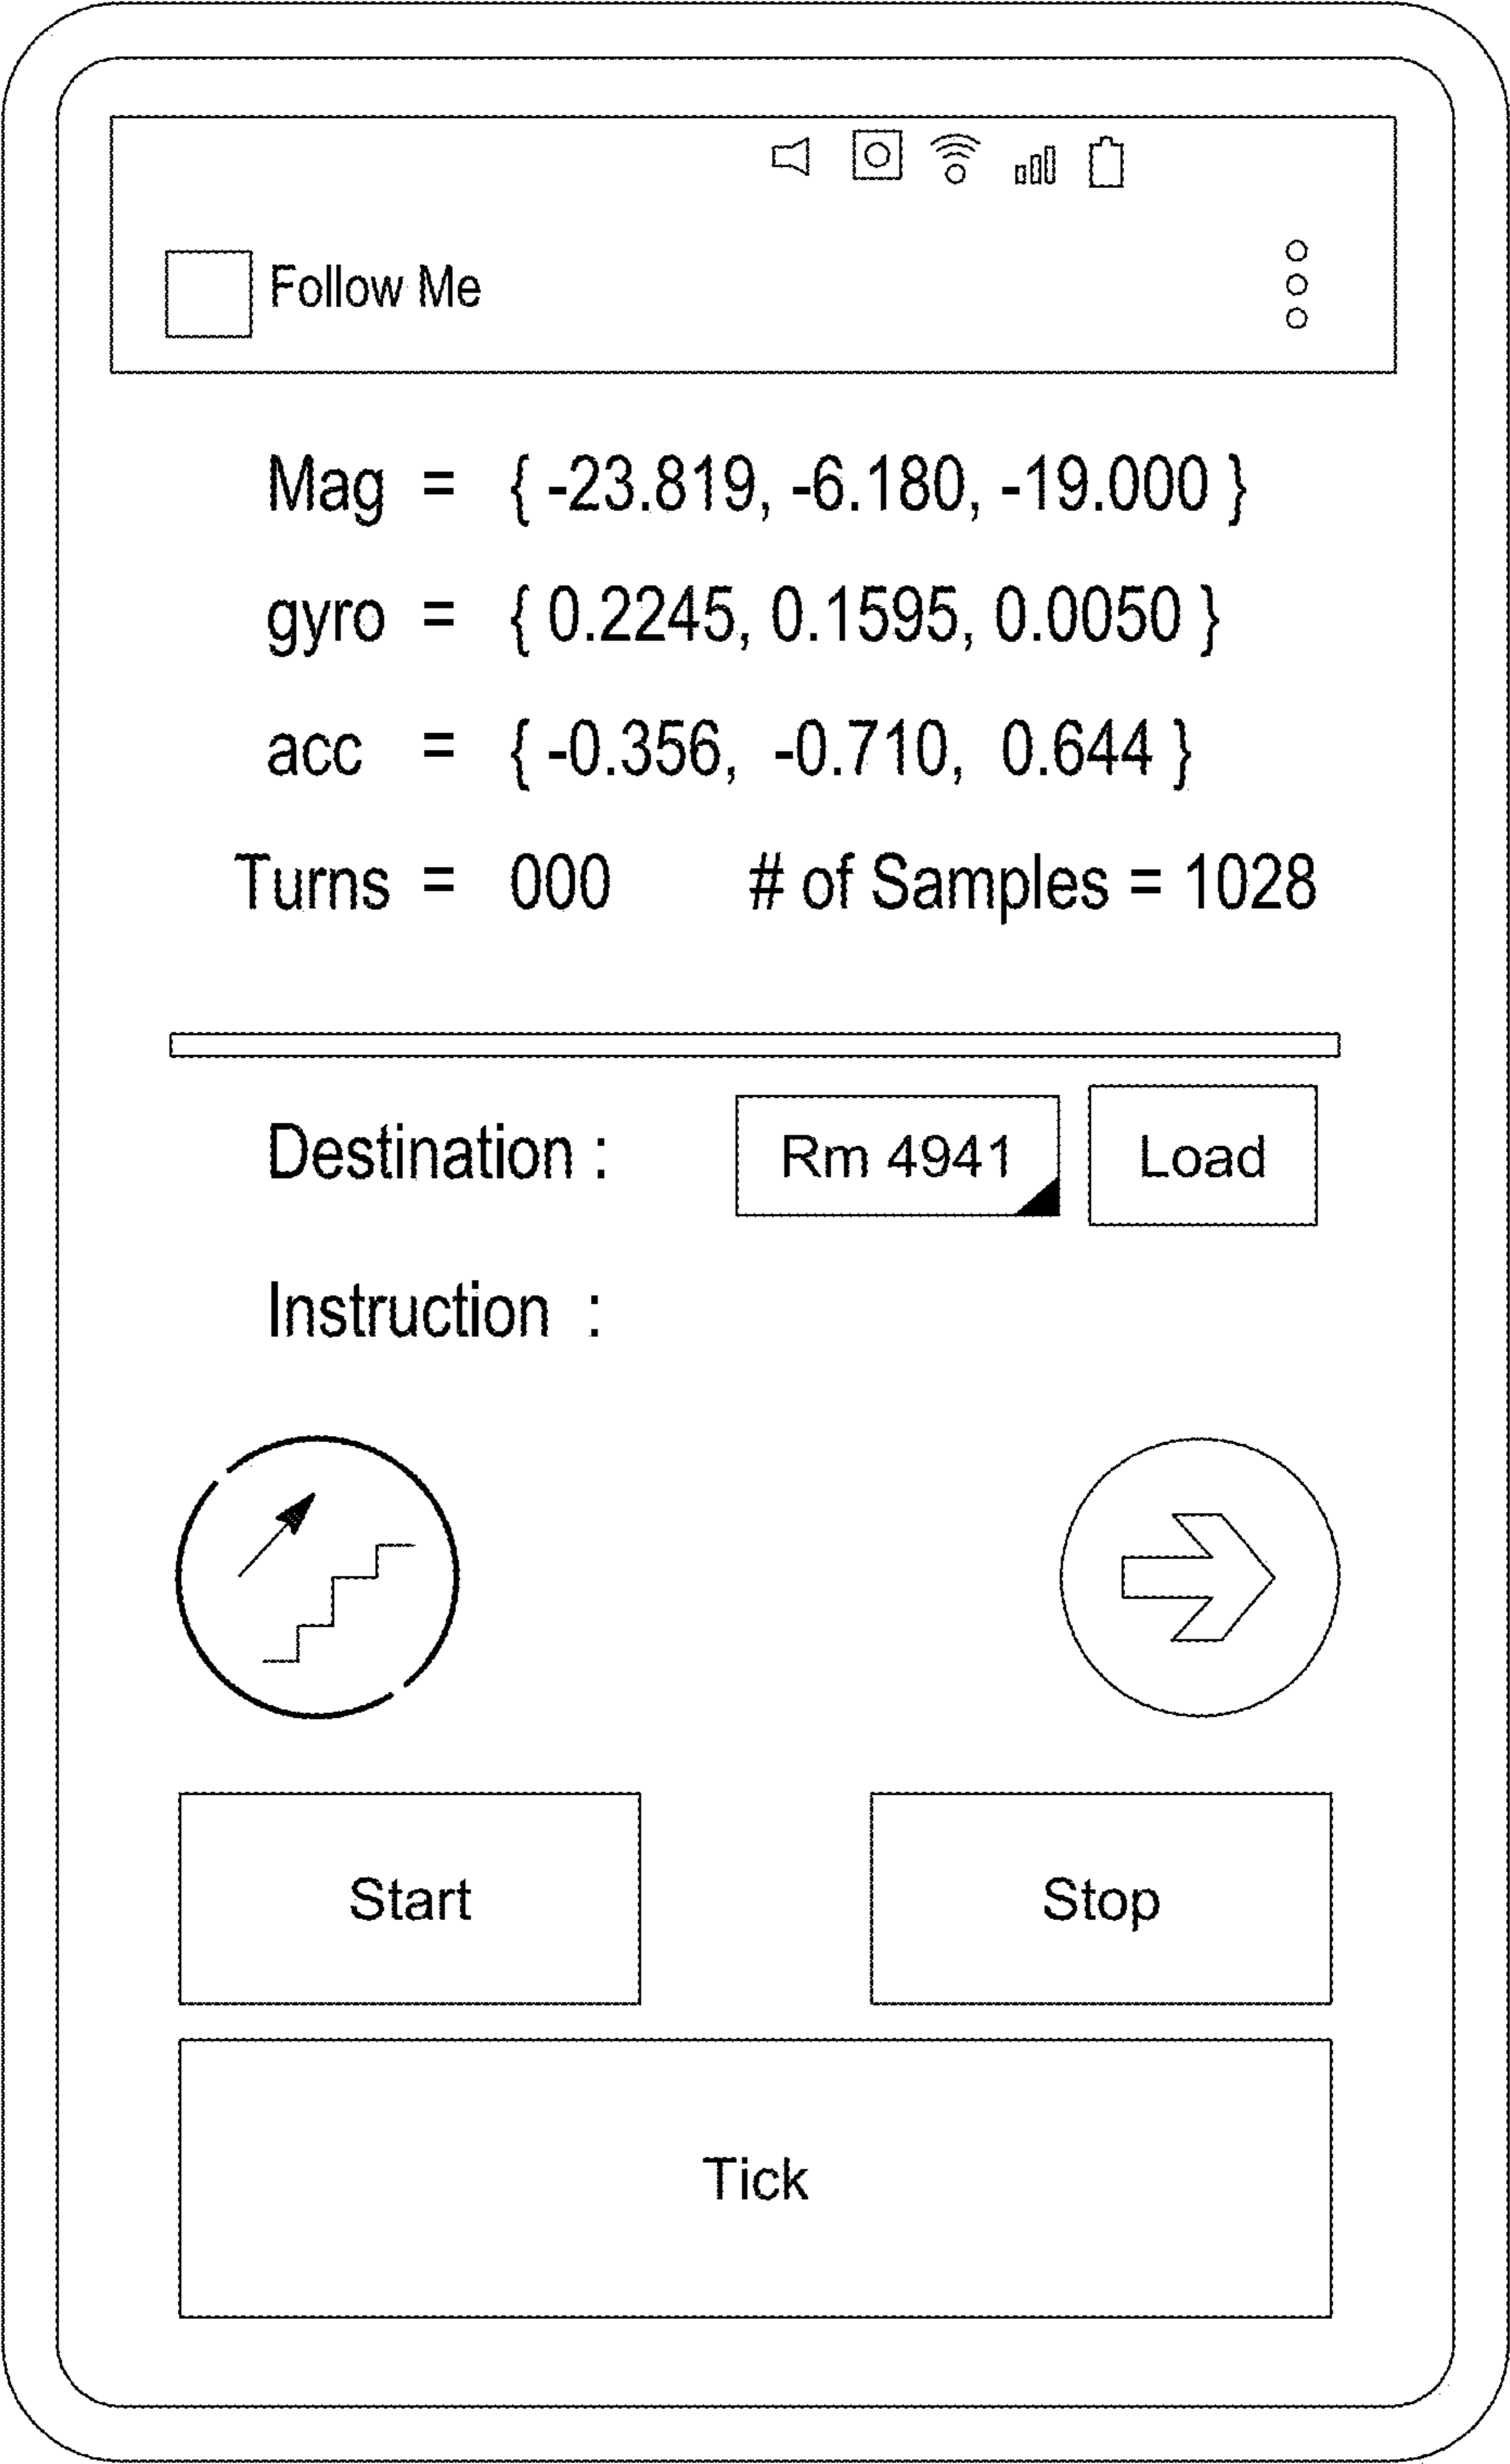 Follow Me
Mag = { -23.819, -6.180, -19.000 }
gyro = { 0.2245, 0.1595, 0.0050 }
acc = { -0.356, -0.710, 0.644 }
Turns = 000 # of Samples = 1028
Destination : Rm 4941 Load
Instruction :
Start Stop
Tick